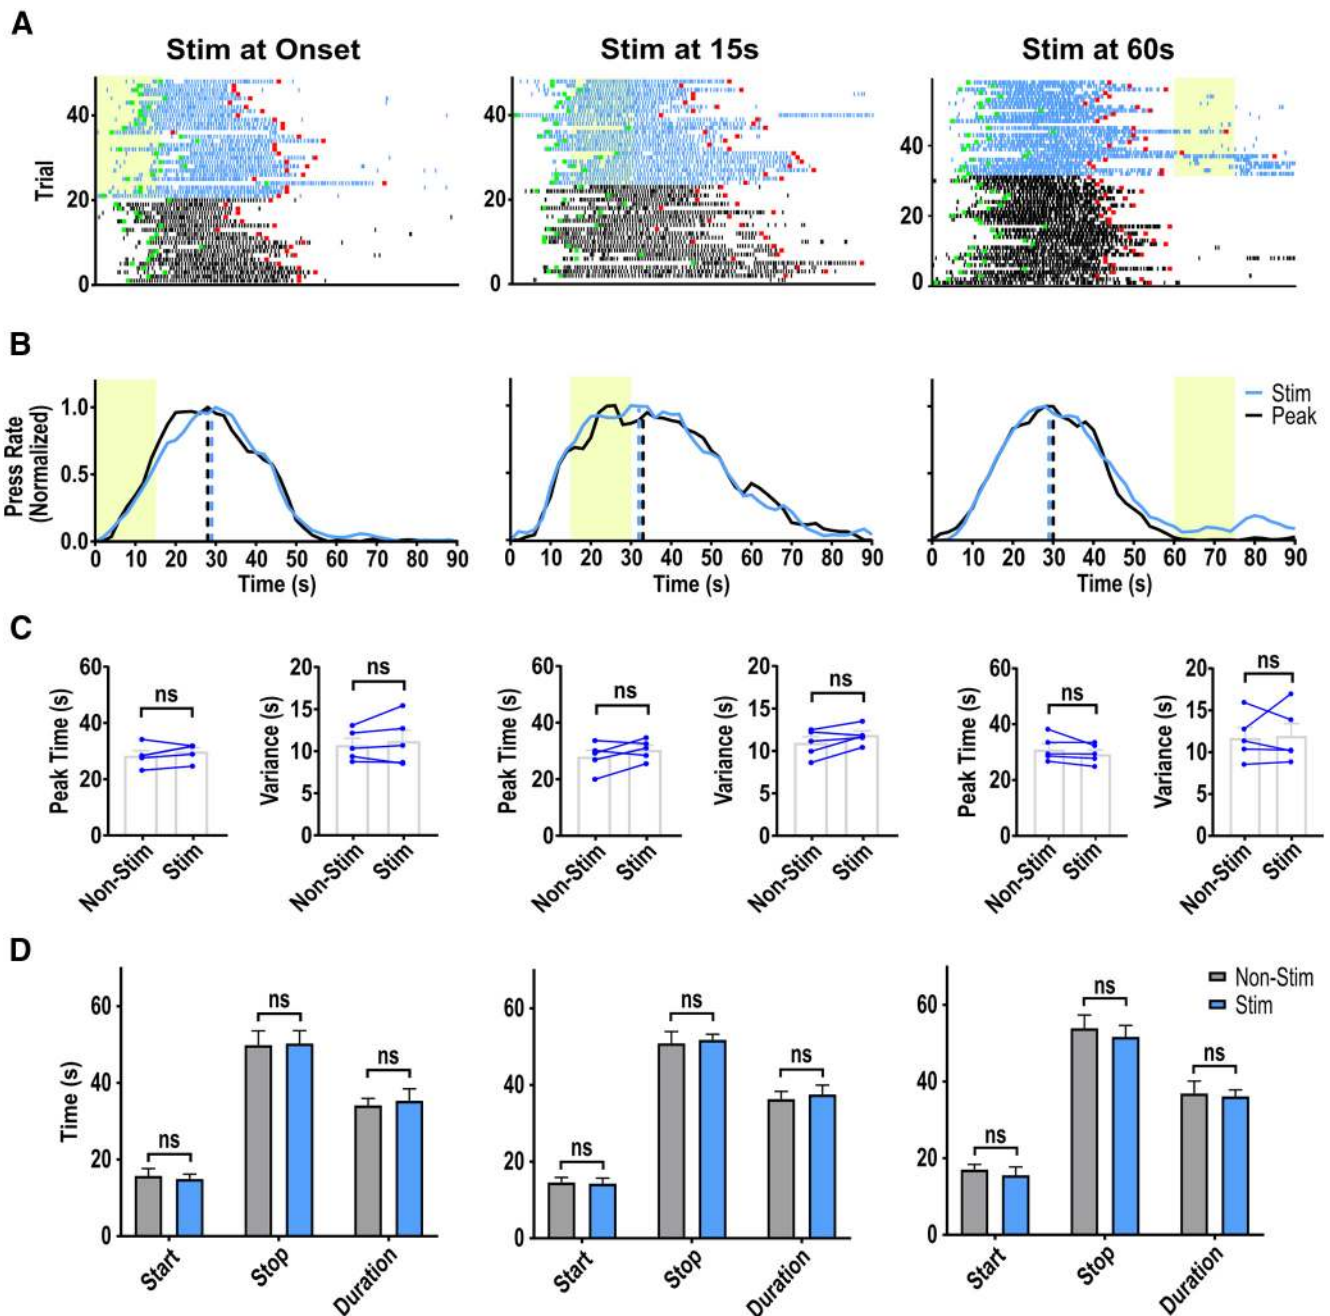 A
Stim at Onset
Stim at 15s
Stim at 60s
Trial
40
20
0
40
20
0
40
20
0
B
Press Rate
(Normalized)
1.0
0.5
0.0
0 10 20 30 40 50 60 70 80 90
Time (s)
0 10 20 30 40 50 60 70 80 90
Time (s)
0 10 20 30 40 50 60 70 80 90
Time (s)
Stim
Peak
C
Peak Time (s)
60
40
20
0
ns
Non-Stim
Stim
Variance (s)
20
15
10
5
0
ns
Non-Stim
Stim
Peak Time (s)
60
40
20
0
ns
Non-Stim
Stim
Variance (s)
20
15
10
5
0
ns
Non-Stim
Stim
Peak Time (s)
60
40
20
0
ns
Non-Stim
Stim
Variance (s)
20
15
10
5
0
ns
Non-Stim
Stim
D
Time (s)
60
40
20
0
ns
ns
ns
Start
Stop
Duration
60
40
20
0
ns
ns
ns
Start
Stop
Duration
60
40
20
0
ns
ns
ns
Start
Stop
Duration
Non-Stim
Stim